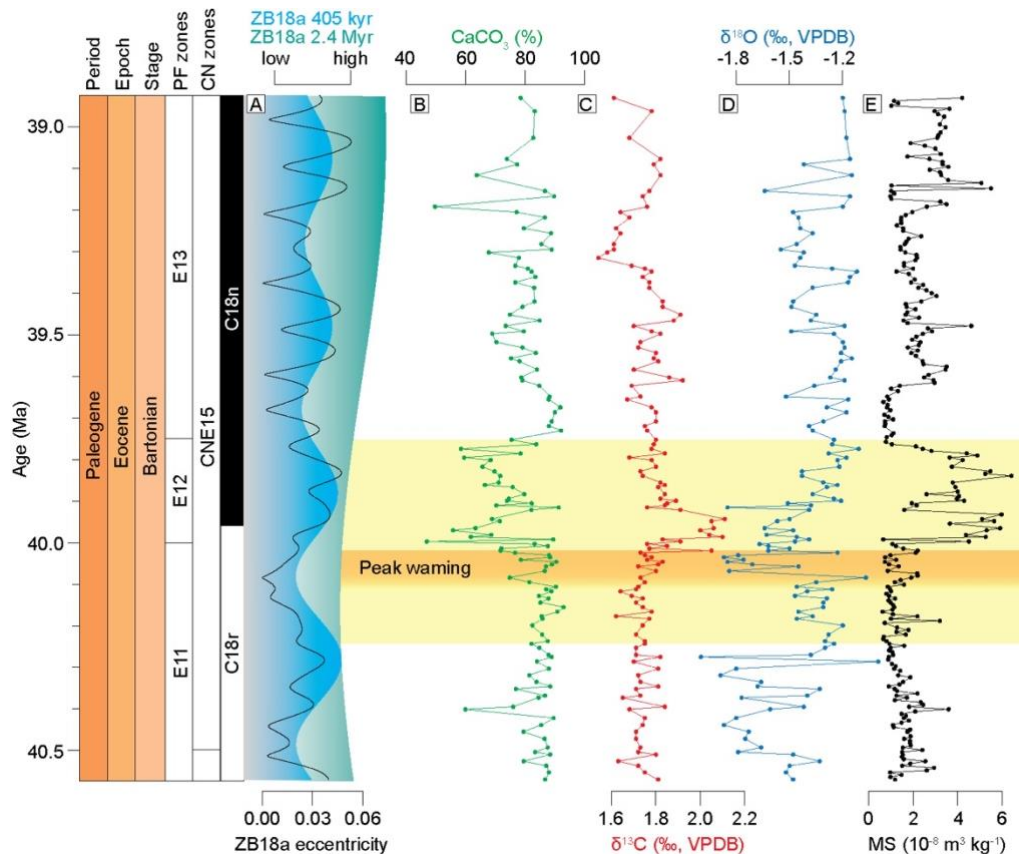 ZB18a 405 kyr
ZB18a 2.4 Myr
low high
CaCO₃ (%)
40 60 80 100
δ¹⁸O (‰, VPDB)
-1.8 -1.5 -1.2
Period
Epoch
Stage
PF zones
CN zones
A
B
C
D
E
Age (Ma)
39.0
39.5
40.0
40.5
Paleogene
Eocene
Bartonian
E13
E12
E11
CNE15
C18n
C18r
Peak waming
0.00 0.03 0.06
ZB18a eccentricity
1.6 1.8 2.0 2.2
δ¹³C (‰, VPDB)
0 2 4 6
MS (10⁻⁸ m³ kg⁻¹)